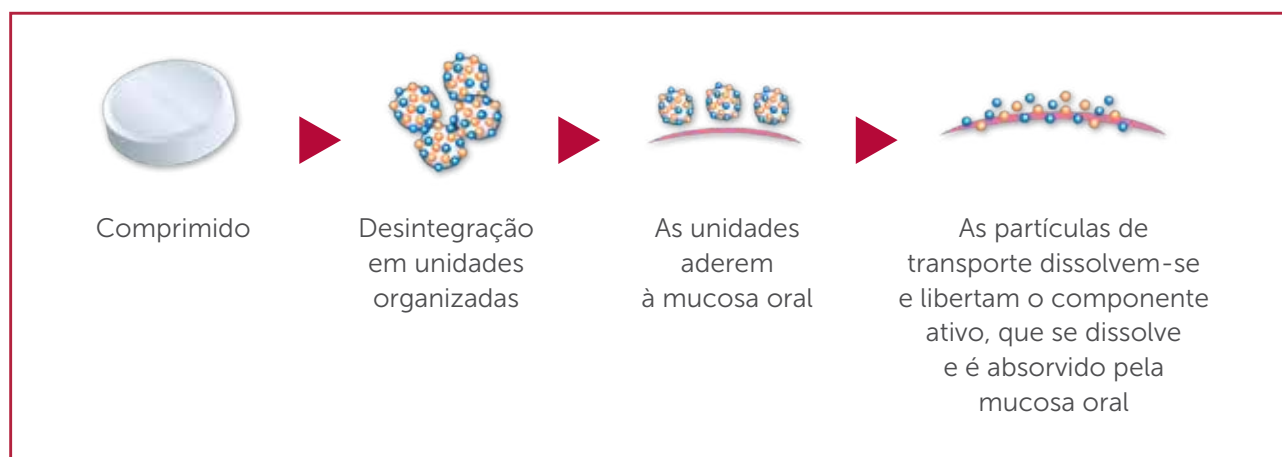 Comprimido
Desintegração
em unidades
organizadas
As unidades
aderem
à mucosa oral
As partículas de
transporte dissolvem-se
e libertam o componente
ativo, que se dissolve
e é absorvido pela
mucosa oral